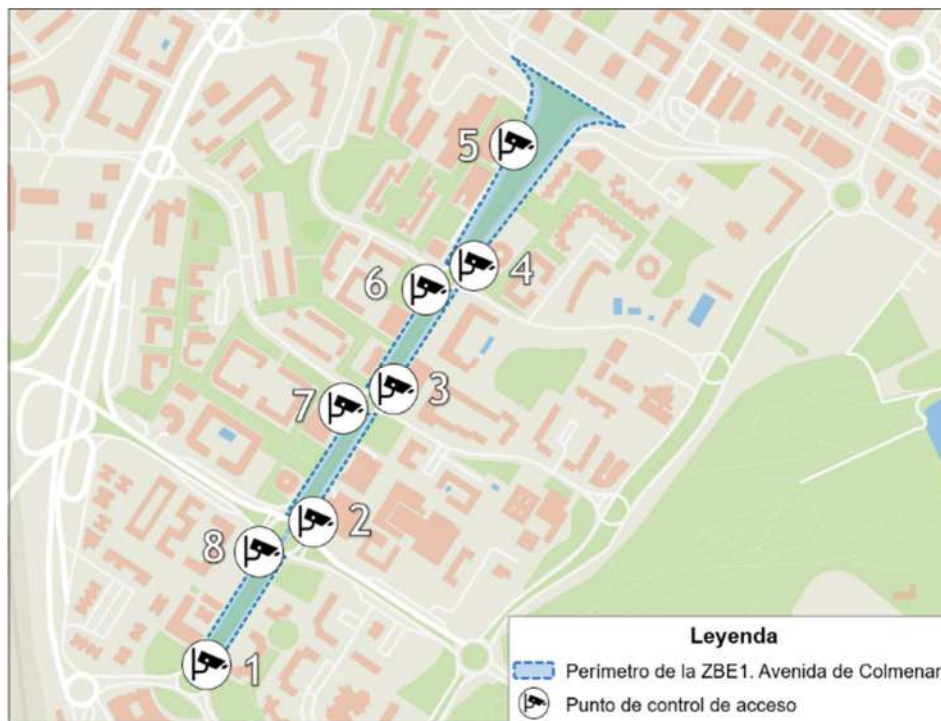 5
4
6
3
7
2
8
1
Leyenda
Perímetro de la ZBE1. Avenida de Colmenar
Punto de control de acceso